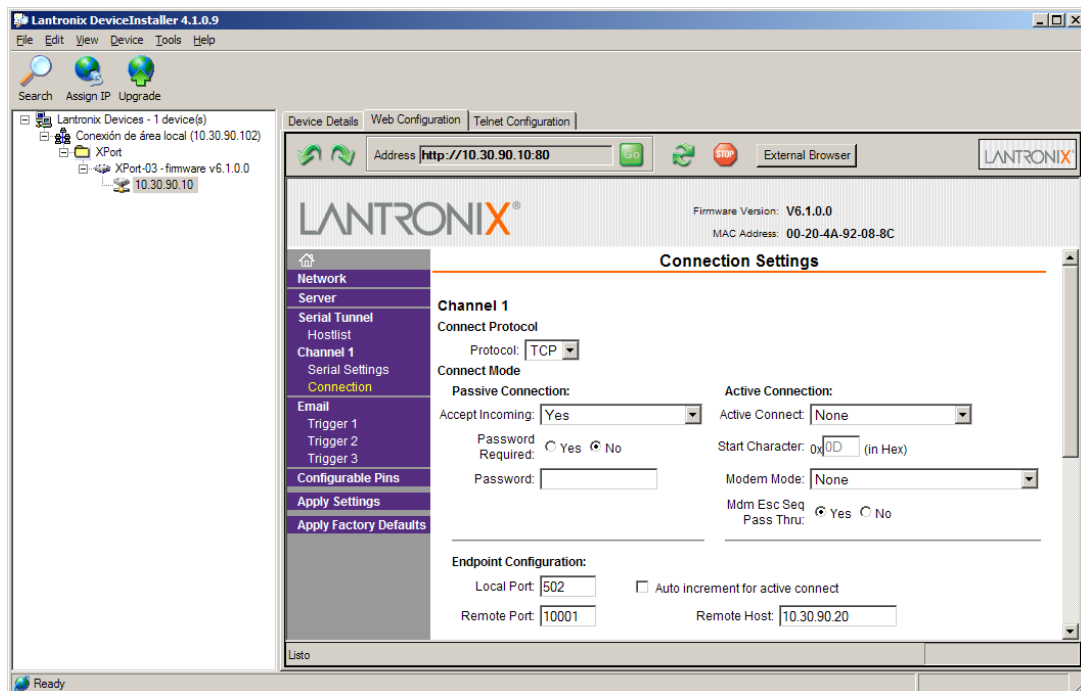 Lantronix DeviceInstaller 4.1.0.9
File Edit View Device Tools Help
Search Assign IP Upgrade
Lantronix Devices - 1 device(s)
Conexión de área local (10.30.90.102)
XPort
XPort-03 - firmware v6.1.0.0
10.30.90.10
Device Details Web Configuration Telnet Configuration
Address http://10.30.90.10:80 Go STOP External Browser LANTRONIX
LANTRONIX®
Firmware Version: V6.1.0.0
MAC Address: 00-20-4A-92-08-8C
Network
Server
Serial Tunnel
Hostlist
Channel 1
Serial Settings
Connection
Email
Trigger 1
Trigger 2
Trigger 3
Configurable Pins
Apply Settings
Apply Factory Defaults
Connection Settings
Channel 1
Connect Protocol
Protocol: TCP
Connect Mode
Passive Connection: Active Connection:
Accept Incoming: Yes Active Connect: None
Password Required: Yes No Start Character: 0x 0D (in Hex)
Password: Modem Mode: None
Mdm Esc Seq Pass Thru: Yes No
Endpoint Configuration:
Local Port: 502 Auto increment for active connect
Remote Port: 10001 Remote Host: 10.30.90.20
Listo
Ready